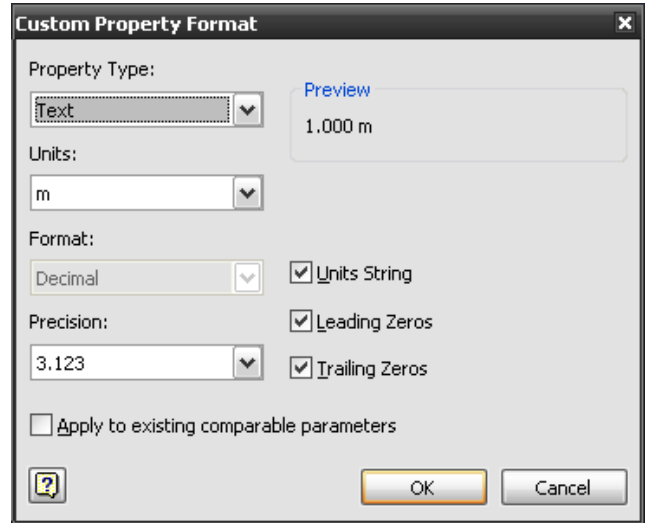 Custom Property Format
Property Type:
Text
Preview
1.000 m
Units:
m
Format:
Decimal
Units String
Precision:
Leading Zeros
3.123
Trailing Zeros
Apply to existing comparable parameters
?
OK
Cancel